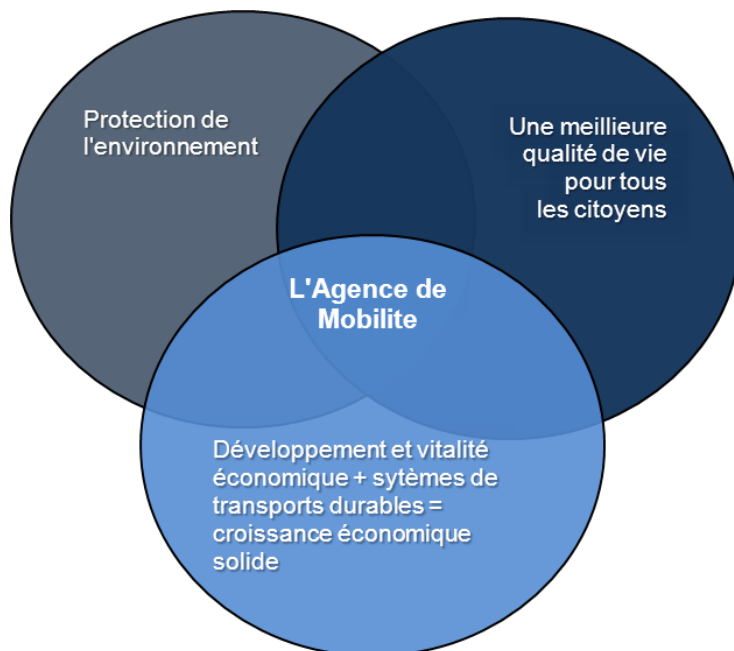 Protection de
l'environnement
Une meillieure
qualité de vie
pour tous
les citoyens
L'Agence de
Mobilite
Développement et vitalité
économique + sytèmes de
transports durables =
croissance économique
solide